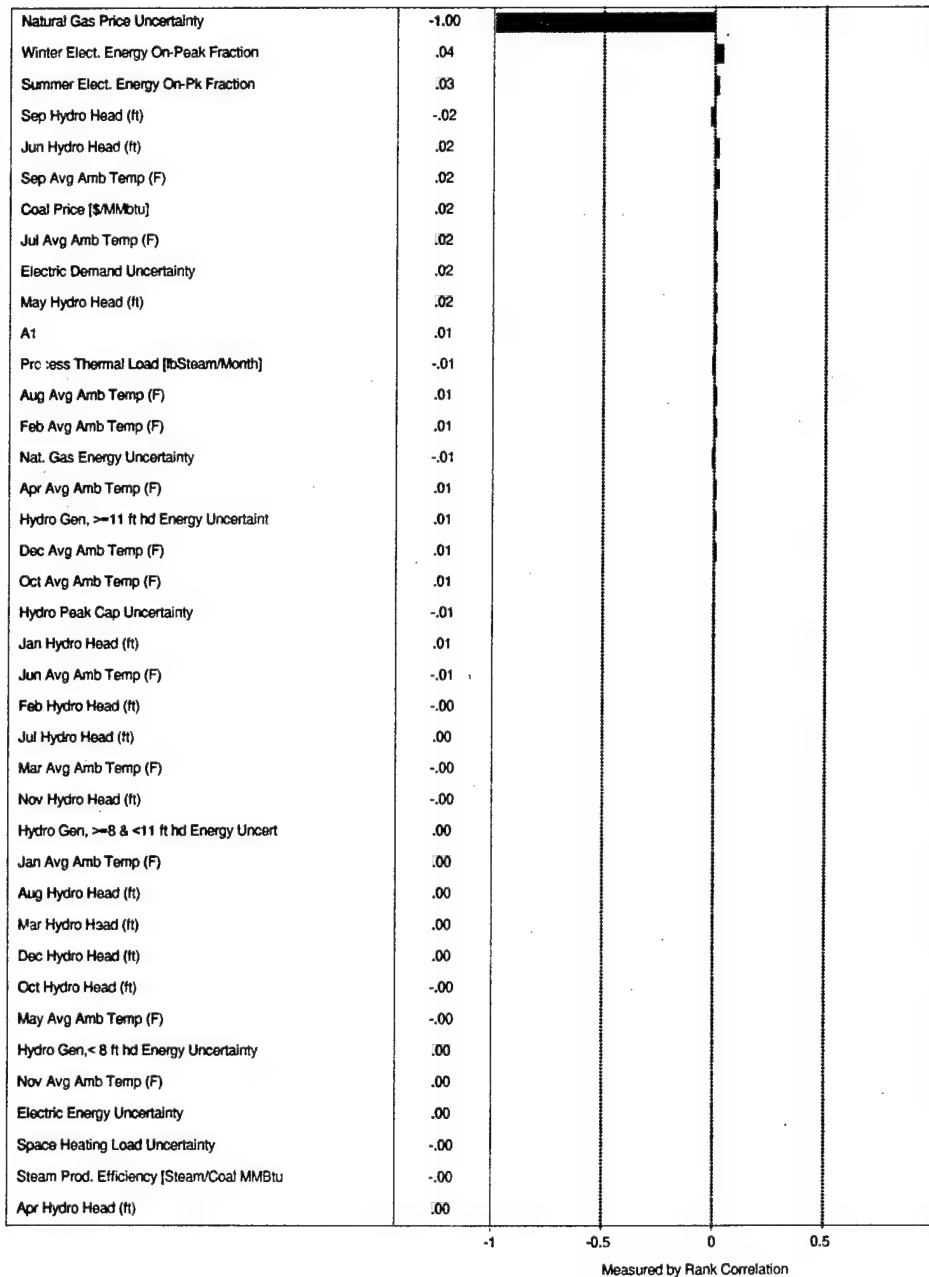 Natural Gas Price Uncertainty -1.00
Winter Elect. Energy On-Peak Fraction .04
Summer Elect. Energy On-Pk Fraction .03
Sep Hydro Head (ft) -.02
Jun Hydro Head (ft) .02
Sep Avg Amb Temp (F) .02
Coal Price [$/MMbtu] .02
Jul Avg Amb Temp (F) .02
Electric Demand Uncertainty .02
May Hydro Head (ft) .02
A1 .01
Process Thermal Load [lbSteam/Month] -.01
Aug Avg Amb Temp (F) .01
Feb Avg Amb Temp (F) .01
Nat. Gas Energy Uncertainty -.01
Apr Avg Amb Temp (F) .01
Hydro Gen, >=11 ft hd Energy Uncertaint .01
Dec Avg Amb Temp (F) .01
Oct Avg Amb Temp (F) .01
Hydro Peak Cap Uncertainty -.01
Jan Hydro Head (ft) .01
Jun Avg Amb Temp (F) -.01
Feb Hydro Head (ft) -.00
Jul Hydro Head (ft) .00
Mar Avg Amb Temp (F) -.00
Nov Hydro Head (ft) -.00
Hydro Gen, >=8 & <11 ft hd Energy Uncert .00
Jan Avg Amb Temp (F) .00
Aug Hydro Head (ft) .00
Mar Hydro Head (ft) .00
Dec Hydro Head (ft) .00
Oct Hydro Head (ft) -.00
May Avg Amb Temp (F) -.00
Hydro Gen,< 8 ft hd Energy Uncertainty .00
Nov Avg Amb Temp (F) .00
Electric Energy Uncertainty .00
Space Heating Load Uncertainty -.00
Steam Prod. Efficiency [Steam/Coal MMBtu -.00
Apr Hydro Head (ft) .00
-1 -0.5 0 0.5
Measured by Rank Correlation